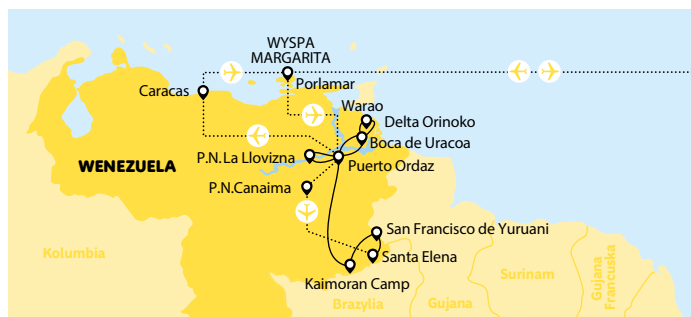 WYSPA
MARGARITA
Porlamar
Caracas
Warao
Delta Orinoko
Boca de Uracoa
P.N.La Llovizna
Puerto Ordaz
WENEZUELA
P.N.Canaima
San Francisco de Yuruani
Santa Elena
Kaimoran Camp
Kolumbia
Brazylia
Gujana
Surinam
Gujana
Francuska